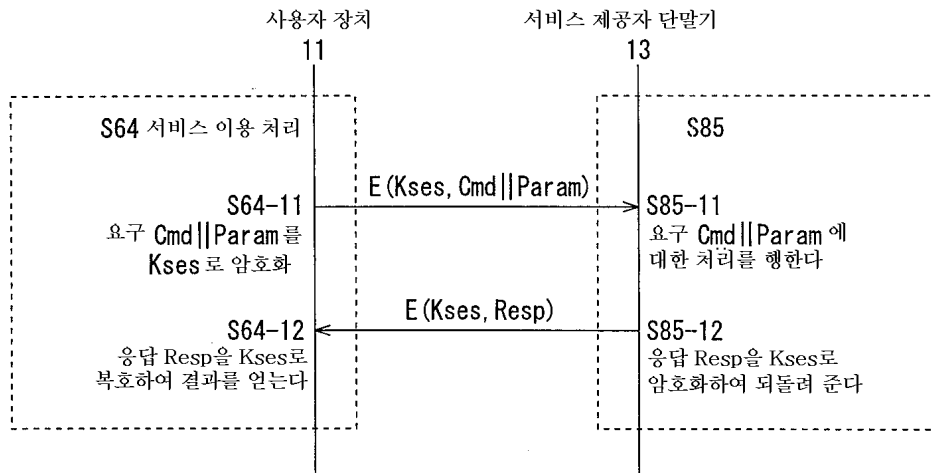 사용자 장치
11
서비스 제공자 단말기
13
S64 서비스 이용 처리
S85
E(Kses, Cmd||Param)
S64-11
요구 Cmd||Param를
Kses로 암호화
S85-11
요구 Cmd||Param에
대한 처리를 행한다
E(Kses, Resp)
S64-12
응답 Resp을 Kses로
복호하여 결과를 얻는다
S85-12
응답 Resp을 Kses로
암호화하여 되돌려 준다